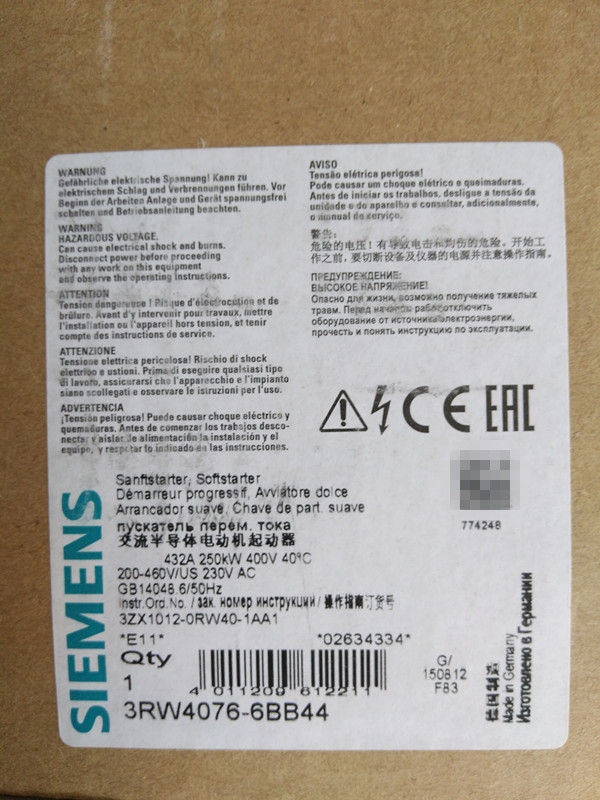 WARNUNG
Gefährliche elektrische Spannung! Kann zu
elektrischem Schlag und Verbrennungen führen. Vor
Beginn der Arbeiten Anlage und Gerät spannungsfrei
schalten und Betriebsanleitung beachten.
WARNING
HAZARDOUS VOLTAGE.
Can cause electrical shock and burns.
Disconnect power before proceeding
with any work on this equipment
and observe the operating instructions.
ATTENTION
Tension dangereuse ! Risque d'électrocution et de
brûlure. Avant d'y intervenir pour travaux, mettre
l'installation ou l'appareil hors tension, et tenir
compte des instructions de service.
ATTENZIONE
Tensione elettrica pericolosa! Rischio di shock
elettrico e ustioni. Prima di eseguire qualsiasi tipo
di lavoro, assicurarsi che l'apparecchio e l'impianto
siano scollegati e osservare le istruzioni per l'uso.
ADVERTENCIA
¡Tensión peligrosa! Puede causar choque eléctrico y
quemaduras. Antes de comenzar los trabajos desco-
nectar y aislar de alimentación la instalación y el
equipo, y respetar lo indicado en las instrucciones.
AVISO
Tensão elétrica perigosa!
Pode causar um choque elétrico e queimaduras.
Antes de iniciar os trabalhos, desligue a tensão da
unidade e do aparelho e consultar, adicionalmente,
o manual de serviço.
警告:
危险的电压!有导致电击和灼伤的危险。开始工
作之前,要切断设备及仪器的电源并注意操作指南。
ПРЕДУПРЕЖДЕНИЕ:
ВЫСОКОЕ НАПРЯЖЕНИЕ!
Опасно для жизни, возможно получение тяжелых
травм. Перед началом работ отключить
оборудование от источника электроэнергии,
прочесть и понять инструкцию по эксплуатации.
CE EAC
774248
SIEMENS
Sanftstarter, Softstarter
Démarreur progressif, Avviatore dolce
Arrancador suave, Chave de part. suave
пускатель перем. тока
交流半导体电动机起动器
432A 250kW 400V 40°C
200-460V/US 230V AC
GB14048.6/50Hz
Instr.Ord.No. / зак. номер инструкции / 操作指南订货号
3ZX1012-0RW40-1AA1
*E11* *02634334*
Qty
1
4 011209 612211
3RW4076-6BB44
G/
150812
F83
德国制造
Made in Germany
Изготовлено в Германии